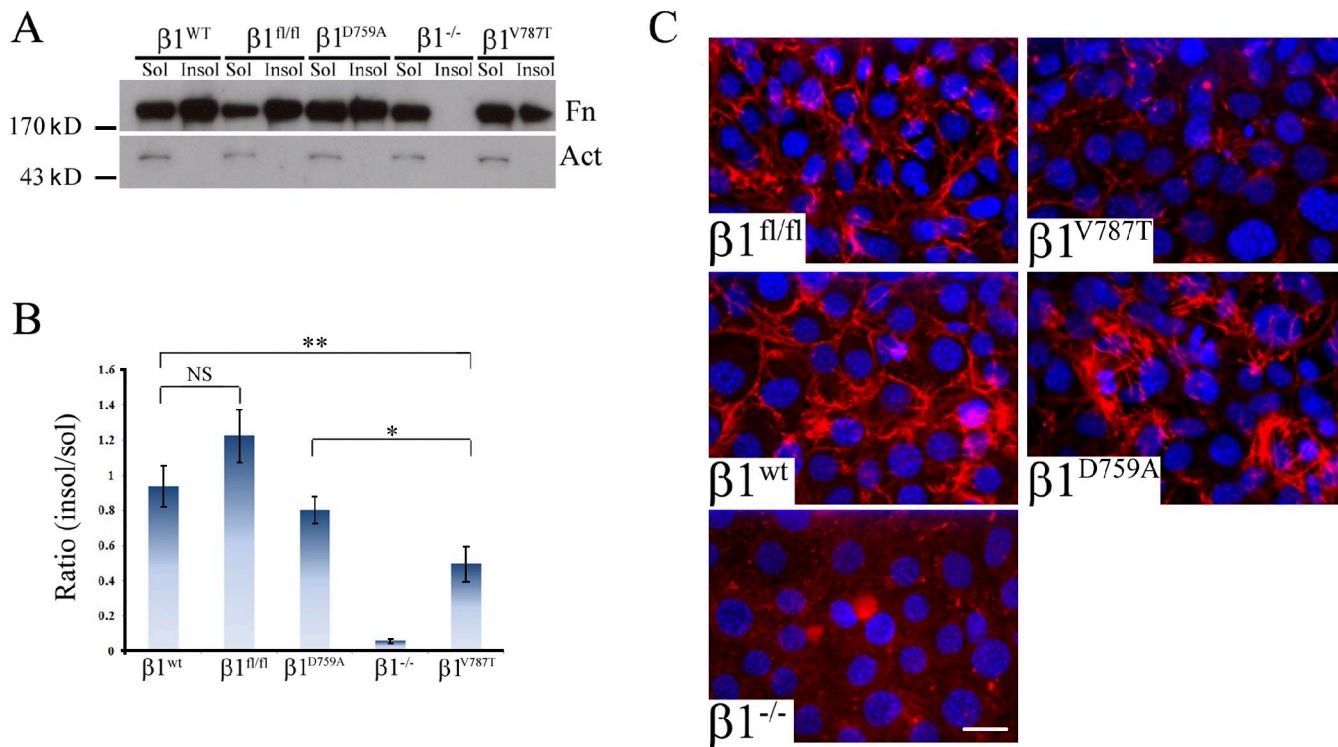 A
β1WT β1fl/fl β1D759A β1-/- β1V787T
Sol Insol Sol Insol Sol Insol Sol Insol Sol Insol
170 kD
Fn
43 kD
Act
B
Ratio (insol/sol)
1.6
1.4
1.2
1
0.8
0.6
0.4
0.2
0
**
NS
*
β1wt β1fl/fl β1D759A β1-/- β1V787T
C
β1fl/fl
β1V787T
β1wt
β1D759A
β1-/-